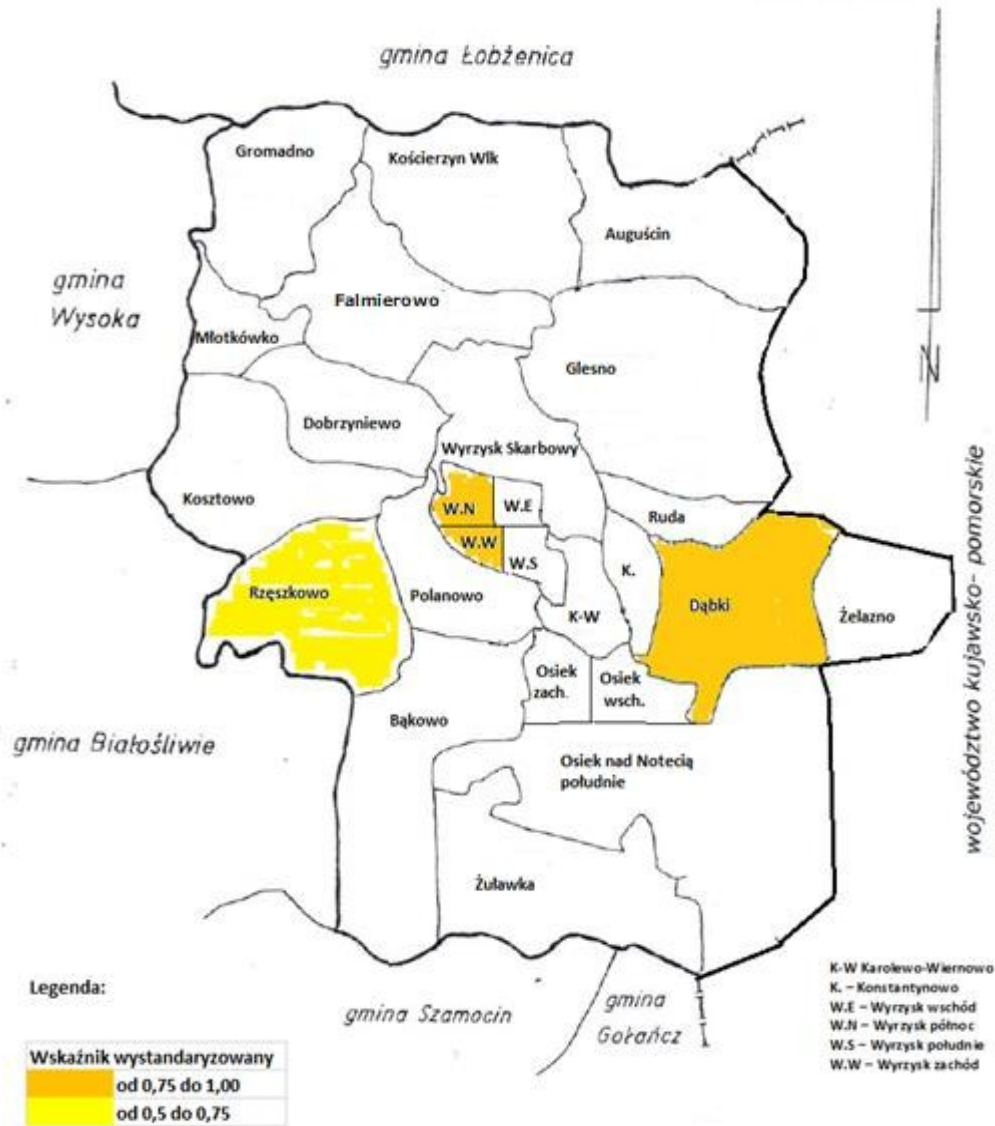 gmina Łobżenica
Gromadno
Kościerzyn Wlk
Auguścin
gmina
Wysoka
Falmierowo
Młotkówko
Glesno
N
Dobrzyniewo
Wyrzysk Skarbowy
Kosztowo
W.N
W.E
Ruda
W.W
W.S
K.
Rzęszkowo
Polanowo
K-W
Dąbki
Żelazno
Osiek
zach.
Osiek
wsch.
Bąkowo
gmina Białośliwie
Osiek nad Notecią
południe
województwo kujawsko- pomorskie
Żuławka
gmina Szamocin
gmina
Gołańcz
K-W Karolewo-Wiernowo
K. – Konstantynowo
W.E – Wyrzysk wschód
W.N – Wyrzysk północ
W.S – Wyrzysk południe
W.W – Wyrzysk zachód
Legenda:
Wskaźnik wystandaryzowany
od 0,75 do 1,00
od 0,5 do 0,75